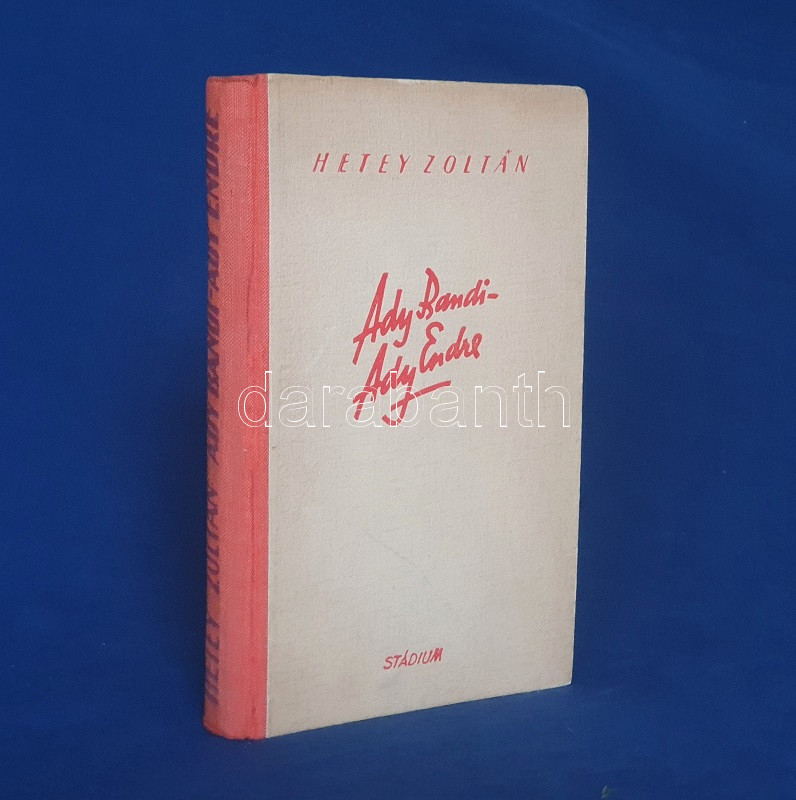 HETEY ZOLTÁN
Ady Bandi-
Ady Endre
STÁDIUM
HETEY ZOLTÁN ADY BANDI-ADY ENDRE
darabanth